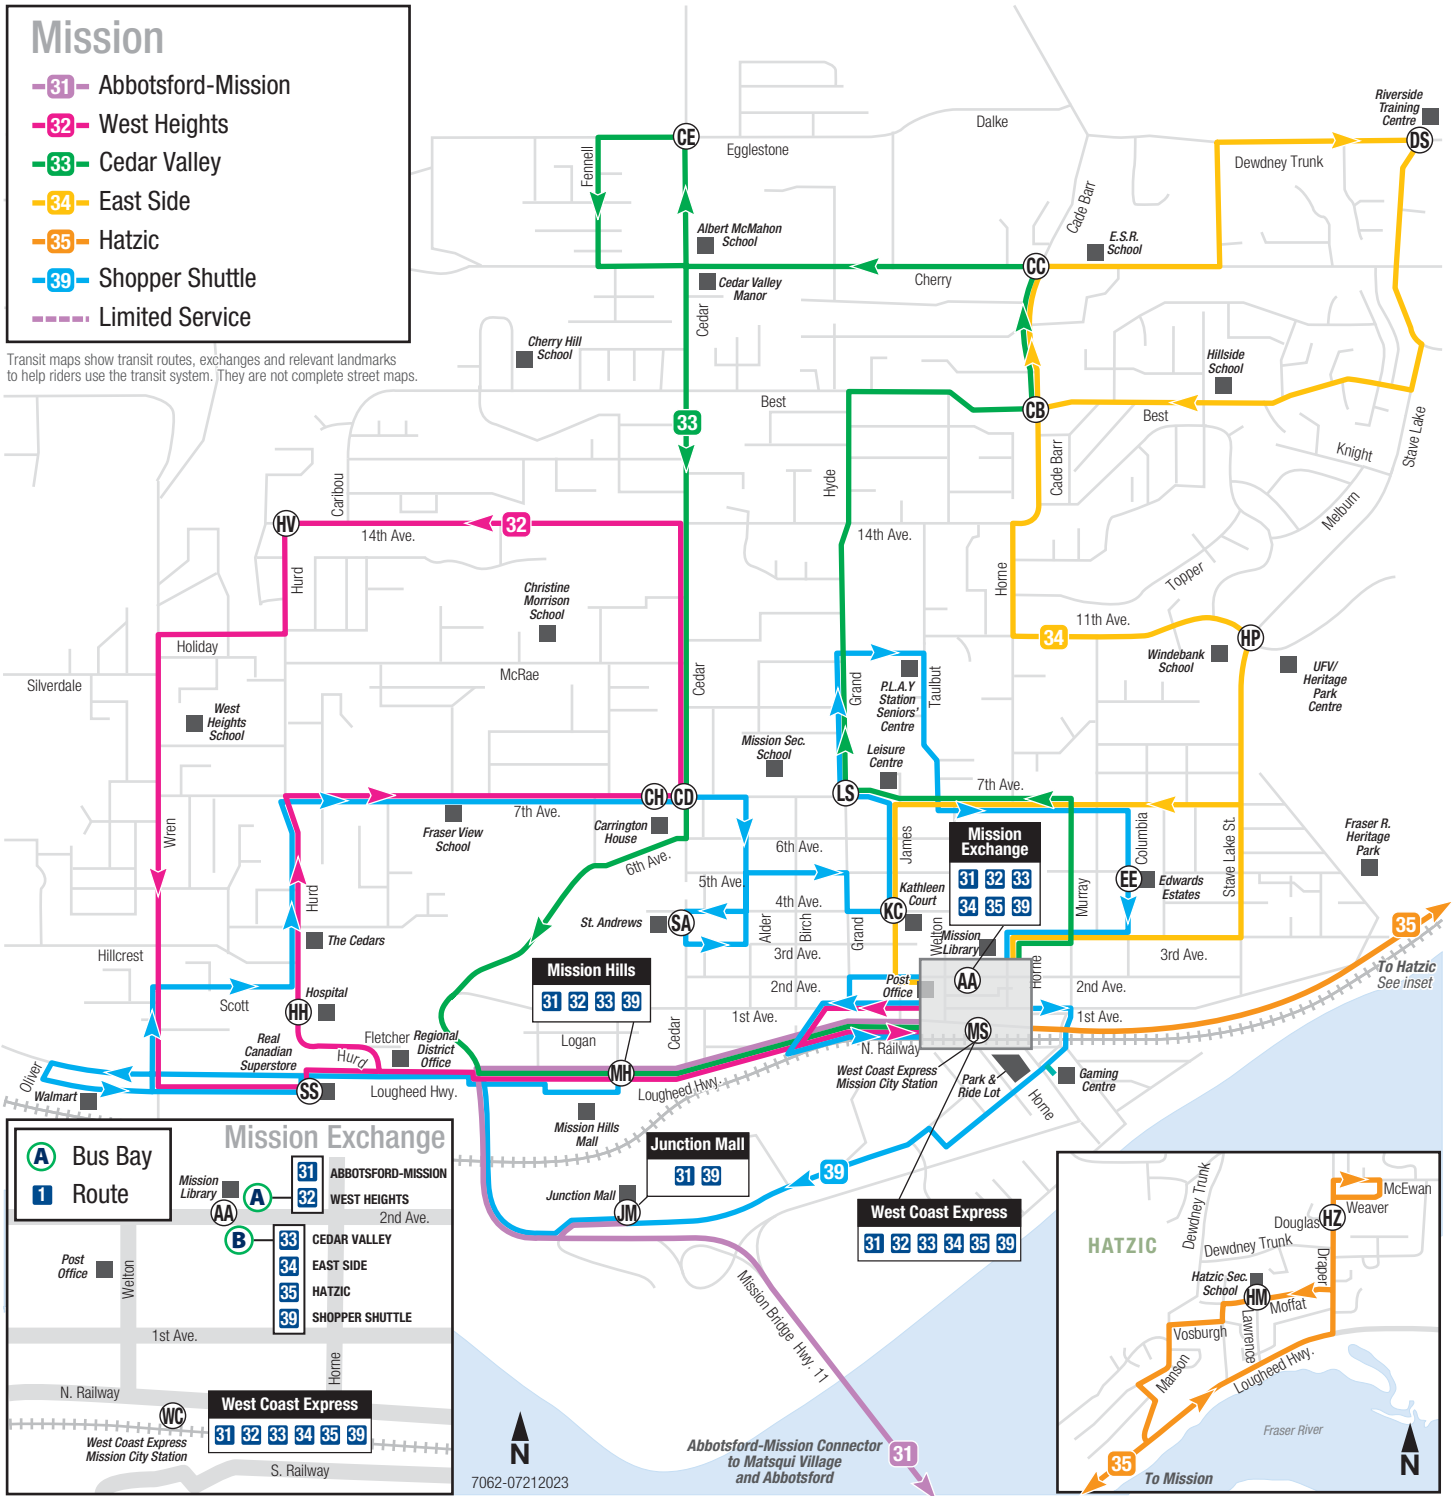 Mission
31 Abbotsford-Mission
32 West Heights
33 Cedar Valley
34 East Side
35 Hatzic
39 Shopper Shuttle
Limited Service
Transit maps show transit routes, exchanges and relevant landmarks
to help riders use the transit system. They are not complete street maps.
Riverside
Training
Centre
DS
Dalke
CE
Egglestone
Dewdney Trunk
Fennell
Cade Barr
Albert McMahon
School
E.S.R.
School
CC
Cherry
Cedar Valley
Manor
Cedar
Cherry Hill
School
Hillside
School
Best
CB
Best
33
Stave Lake
Knight
Cade Barr
Hyde
Caribou
Melburn
HV
32
14th Ave.
14th Ave.
Hurd
Horne
Topper
Christine
Morrison
School
11th Ave.
34
HP
Holiday
Windebank
School
UFV/
Heritage
Park
Centre
McRae
Silverdale
Cedar
Grand
P.L.A.Y
Station
Seniors'
Centre
Taulbut
West
Heights
School
Mission Sec.
School
Leisure
Centre
7th Ave.
CH
CD
LS
7th Ave.
Fraser View
School
Carrington
House
Wren
6th Ave.
6th Ave.
James
Mission
Exchange
31 32 33
34 35 39
Columbia
Stave Lake St.
Fraser R.
Heritage
Park
5th Ave.
EE
Edwards
Estates
Hurd
4th Ave.
Kathleen
Court
KC
Murray
St. Andrews
SA
Alder
Birch
Grand
Welton
Mission
Library
35
The Cedars
3rd Ave.
3rd Ave.
Hillcrest
Mission Hills
31 32 33 39
Horne
To Hatzic
See inset
AA
Post
Office
2nd Ave.
2nd Ave.
Scott
Hospital
HH
1st Ave.
1st Ave.
Real
Canadian
Superstore
Fletcher
Regional
District
Office
Logan
Cedar
MS
N. Railway
Hurd
West Coast Express
Mission City Station
Park &
Ride Lot
Gaming
Centre
Oliver
Walmart
SS
Lougheed Hwy.
MH
Lougheed Hwy.
Horne
Mission Hills
Mall
Junction Mall
31 39
39
Junction Mall
JM
West Coast Express
31 32 33 34 35 39
Mission Bridge Hwy. 11
Abbotsford-Mission Connector
to Matsqui Village
and Abbotsford
31
N
7062-07212023
A Bus Bay
1 Route
Mission Exchange
Mission
Library
AA
A
31 ABBOTSFORD-MISSION
32 WEST HEIGHTS
2nd Ave.
B
33 CEDAR VALLEY
34 EAST SIDE
35 HATZIC
39 SHOPPER SHUTTLE
Post
Office
Welton
1st Ave.
Horne
N. Railway
WC
West Coast Express
31 32 33 34 35 39
West Coast Express
Mission City Station
S. Railway
Dewdney Trunk
McEwan
Weaver
Douglas
HZ
HATZIC
Dewdney Trunk
Draper
Hatzic Sec.
School
HM
Moffat
Vosburgh
Lawrence
Manson
Lougheed Hwy.
Fraser River
35
To Mission
N